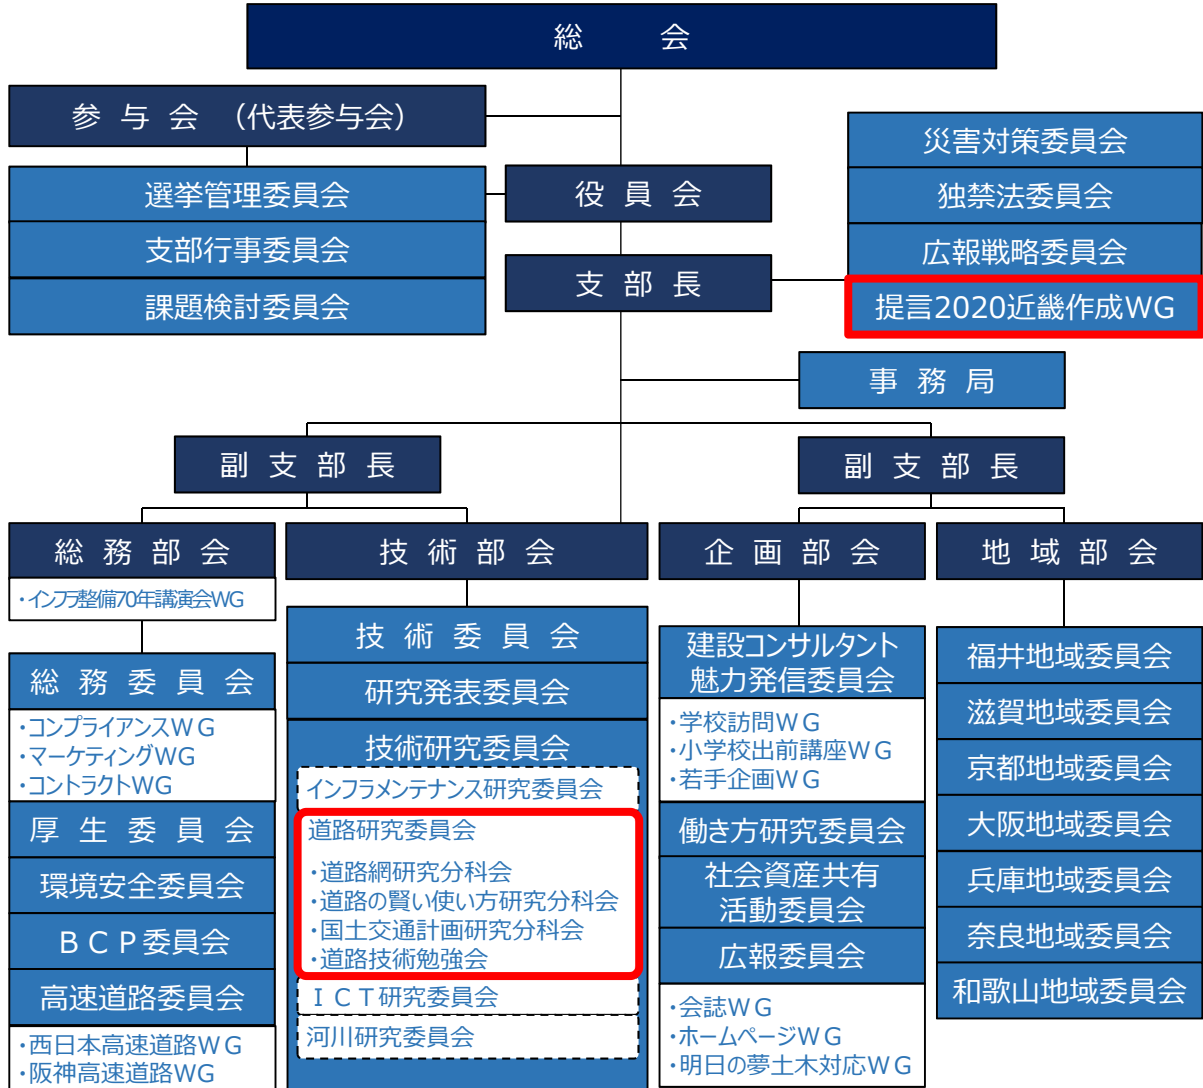 総会
参与会（代表参与会）
選挙管理委員会
支部行事委員会
課題検討委員会
役員会
支部長
災害対策委員会
独禁法委員会
広報戦略委員会
提言2020近畿作成WG
事務局
副支部長
副支部長
総務部会
・インフラ整備70年講演会WG
総務委員会
・コンプライアンスWG
・マーケティングWG
・コントラクトWG
厚生委員会
環境安全委員会
BCP委員会
高速道路委員会
・西日本高速道路WG
・阪神高速道路WG
技術部会
技術委員会
研究発表委員会
技術研究委員会
インフラメンテナンス研究委員会
道路研究委員会
・道路網研究分科会
・道路の賢い使い方研究分科会
・国土交通計画研究分科会
・道路技術勉強会
ICT研究委員会
河川研究委員会
企画部会
建設コンサルタント
魅力発信委員会
・学校訪問WG
・小学校出前講座WG
・若手企画WG
働き方研究委員会
社会資産共有
活動委員会
広報委員会
・会誌WG
・ホームページWG
・明日の夢土木対応WG
地域部会
福井地域委員会
滋賀地域委員会
京都地域委員会
大阪地域委員会
兵庫地域委員会
奈良地域委員会
和歌山地域委員会